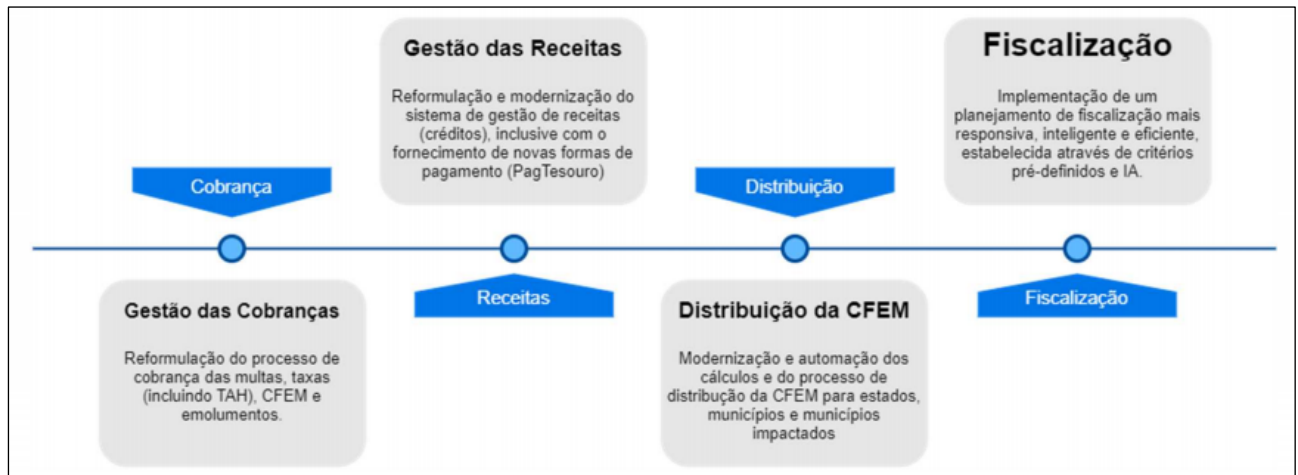 Gestão das Receitas
Reformulação e modernização do
sistema de gestão de receitas
(créditos), inclusive com o
fornecimento de novas formas de
pagamento (PagTesouro)
Fiscalização
Implementação de um
planejamento de fiscalização mais
responsiva, inteligente e eficiente,
estabelecida através de critérios
pré-definidos e IA.
Cobrança
Distribuição
Receitas
Fiscalização
Gestão das Cobranças
Reformulação do processo de
cobrança das multas, taxas
(incluindo TAH), CFEM e
emolumentos.
Distribuição da CFEM
Modernização e automação dos
cálculos e do processo de
distribução da CFEM para estados,
municípios e municípios
impactados